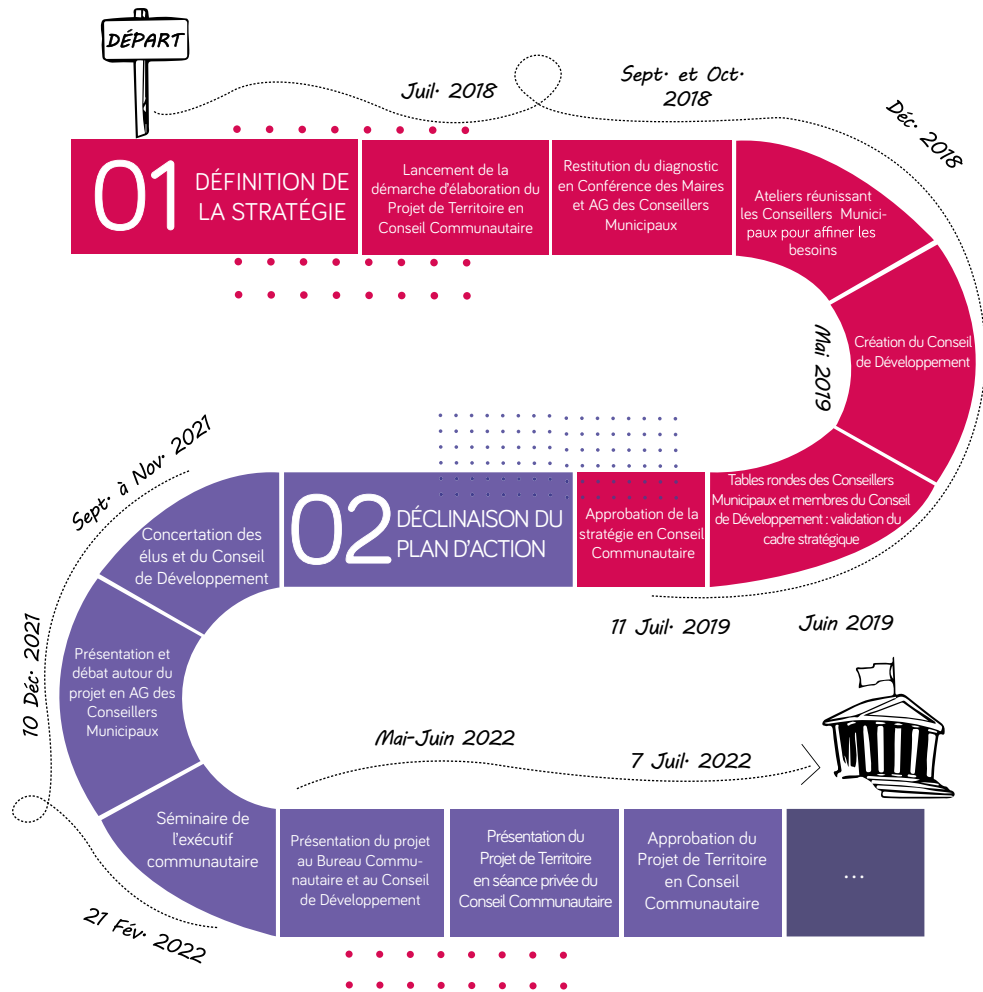 DÉPART
Juil. 2018
Sept. et Oct.
2018
Déc. 2018
01
DÉFINITION DE
LA STRATÉGIE
Lancement de la
démarche d'élaboration du
Projet de Territoire en
Conseil Communautaire
Restitution du diagnostic
en Conférence des Maires
et AG des Conseillers
Municipaux
Ateliers réunissant
les Conseillers Munici-
paux pour affiner les
besoins
Mai 2019
Création du Conseil
de Développement
Tables rondes des Conseillers
Municipaux et membres du Conseil
de Développement : validation du
cadre stratégique
Juin 2019
Approbation de la
stratégie en Conseil
Communautaire
11 Juil. 2019
02
DÉCLINAISON DU
PLAN D'ACTION
Sept. à Nov. 2021
Concertation des
élus et du Conseil
de Développement
10 Déc. 2021
Présentation et
débat autour du
projet en AG des
Conseillers
Municipaux
Séminaire de
l'exécutif
communautaire
21 Fév. 2022
Mai-Juin 2022
7 Juil. 2022
Présentation du projet
au Bureau Commu-
nautaire et au Conseil
de Développement
Présentation du
Projet de Territoire
en séance privée du
Conseil Communautaire
Approbation du
Projet de Territoire
en Conseil
Communautaire
...